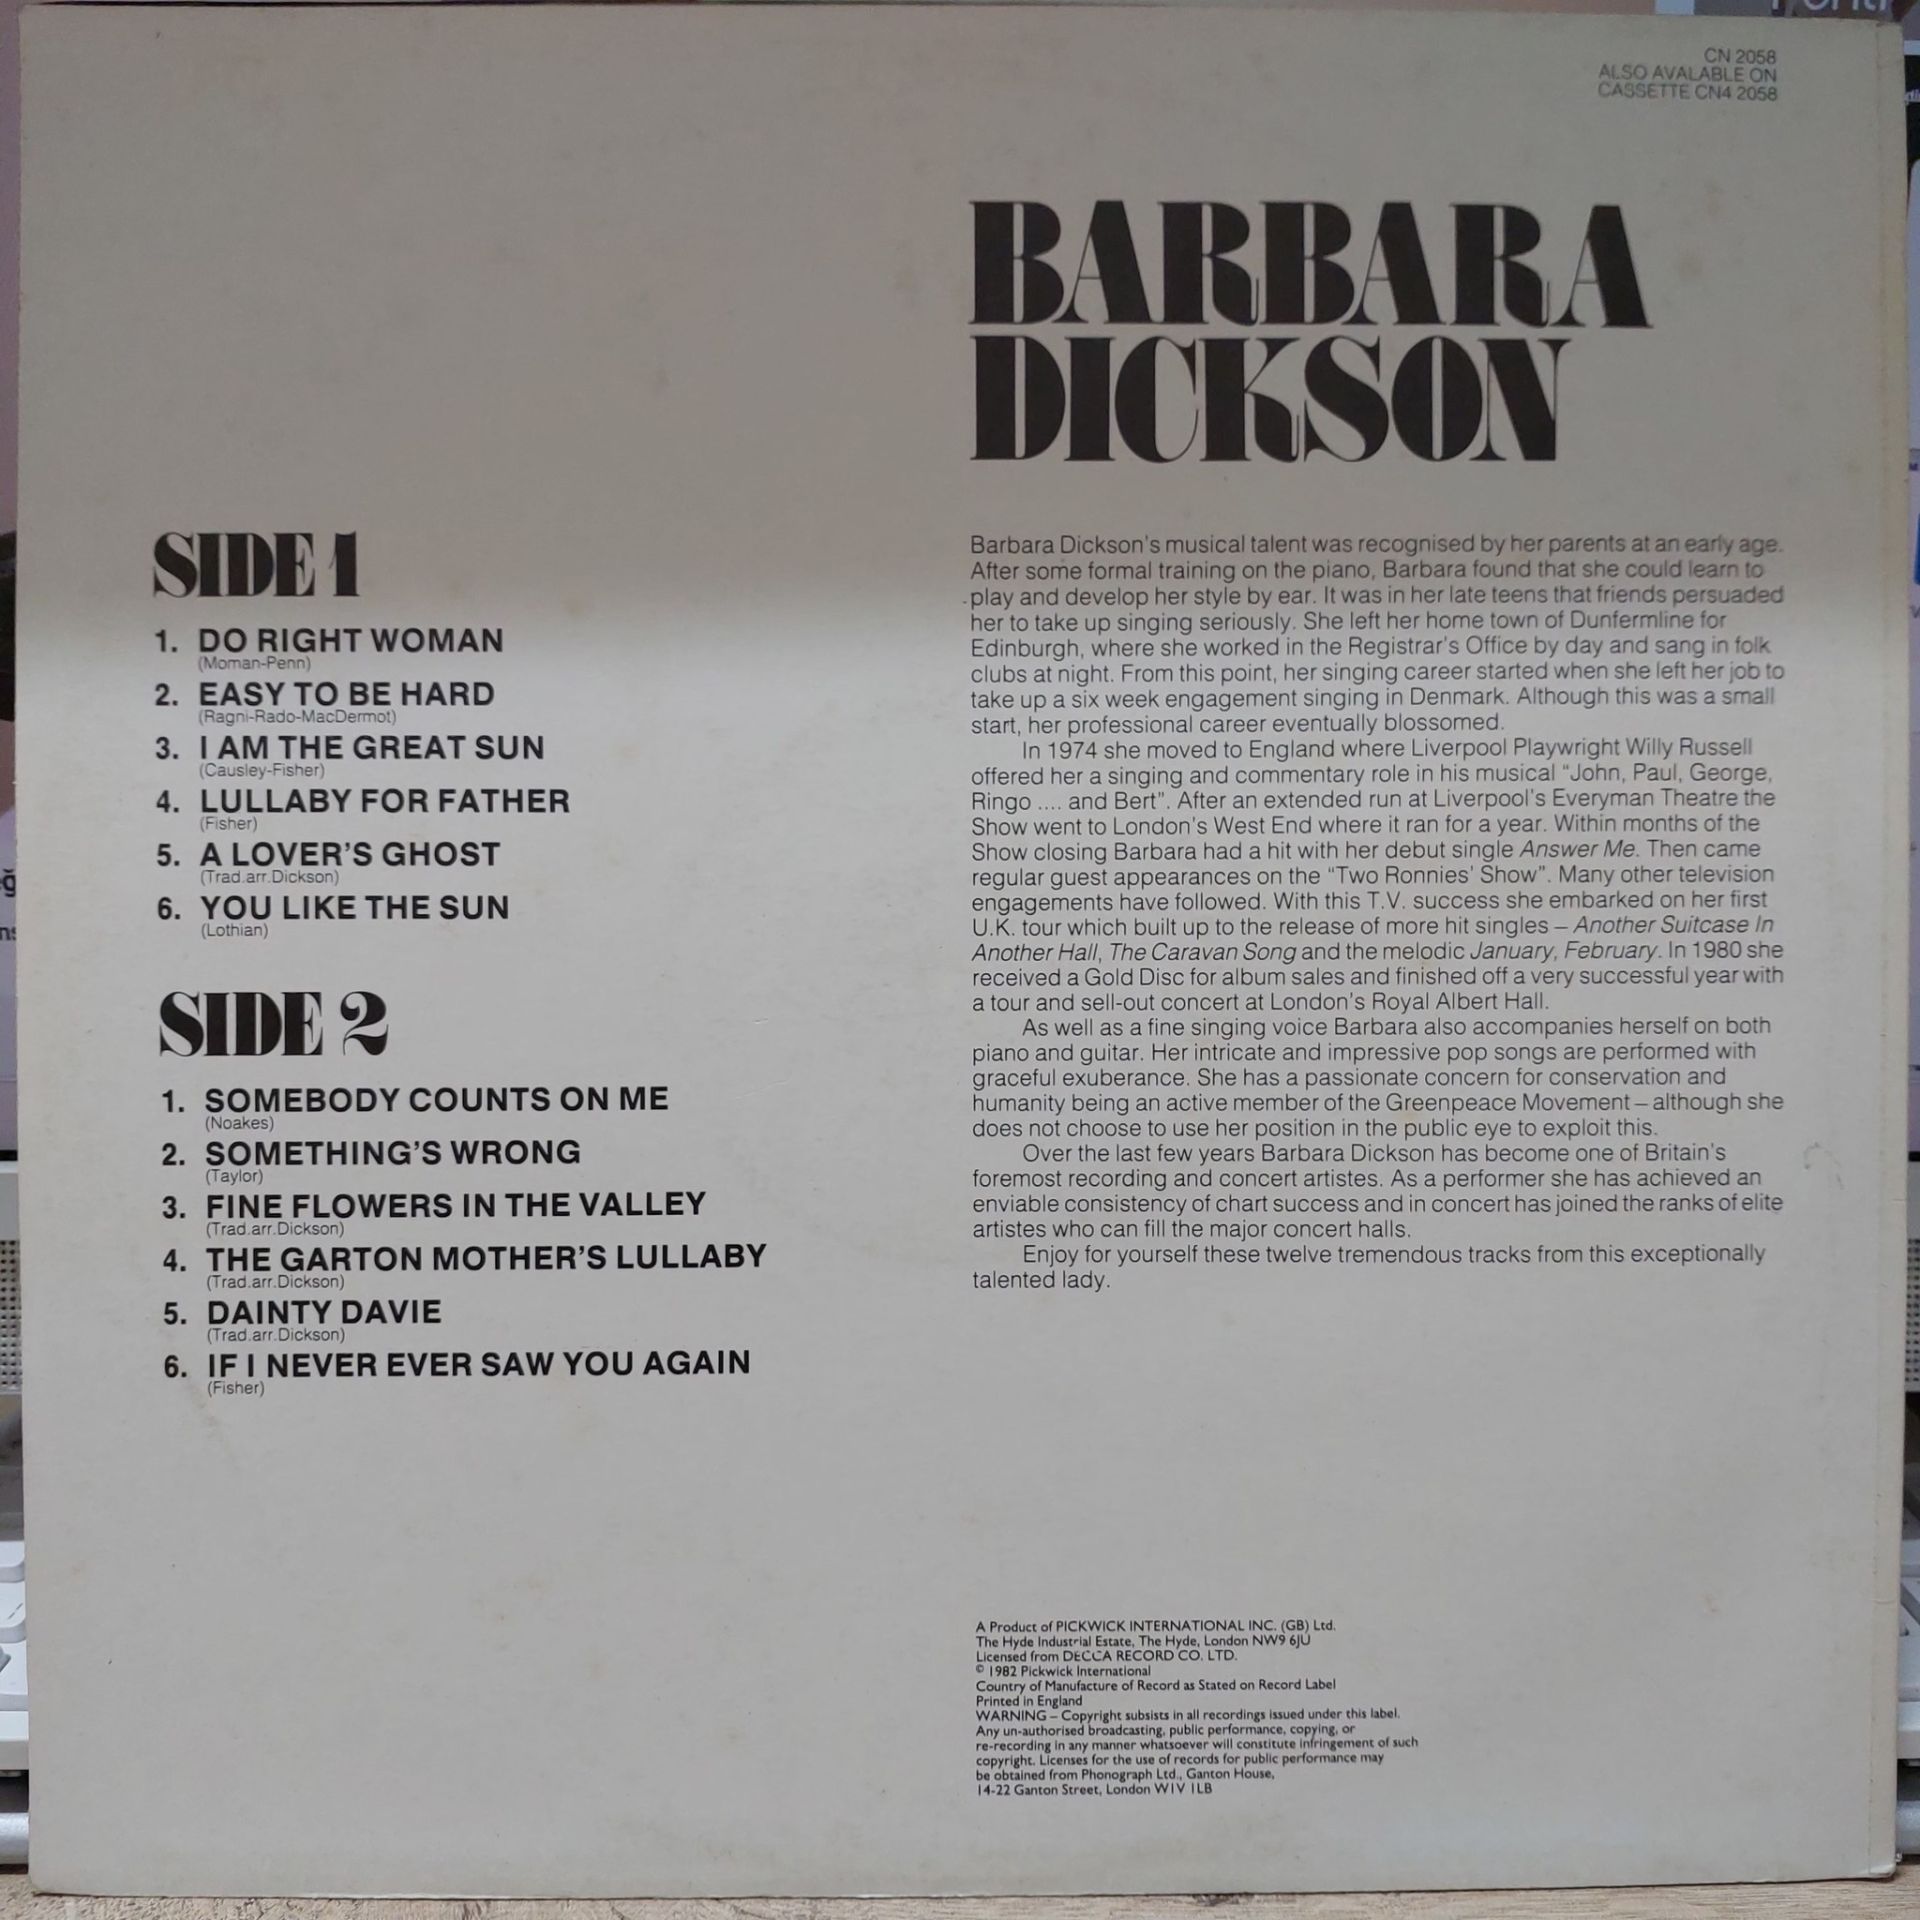 CN 2058
ALSO AVALABLE ON
CASSETTE CN4 2058
BARBARA
DICKSON
SIDE 1
1. DO RIGHT WOMAN
(Moman-Penn)
2. EASY TO BE HARD
(Ragni-Rado-MacDermot)
3. I AM THE GREAT SUN
(Causley-Fisher)
4. LULLABY FOR FATHER
(Fisher)
5. A LOVER'S GHOST
(Trad.arr.Dickson)
6. YOU LIKE THE SUN
(Lothian)
SIDE 2
1. SOMEBODY COUNTS ON ME
(Noakes)
2. SOMETHING'S WRONG
(Taylor)
3. FINE FLOWERS IN THE VALLEY
(Trad.arr.Dickson)
4. THE GARTON MOTHER'S LULLABY
(Trad.arr.Dickson)
5. DAINTY DAVIE
(Trad.arr.Dickson)
6. IF I NEVER EVER SAW YOU AGAIN
(Fisher)
Barbara Dickson's musical talent was recognised by her parents at an early age.
After some formal training on the piano, Barbara found that she could learn to
play and develop her style by ear. It was in her late teens that friends persuaded
her to take up singing seriously. She left her home town of Dunfermline for
Edinburgh, where she worked in the Registrar's Office by day and sang in folk
clubs at night. From this point, her singing career started when she left her job to
take up a six week engagement singing in Denmark. Although this was a small
start, her professional career eventually blossomed.
In 1974 she moved to England where Liverpool Playwright Willy Russell
offered her a singing and commentary role in his musical "John, Paul, George,
Ringo .... and Bert". After an extended run at Liverpool's Everyman Theatre the
Show went to London's West End where it ran for a year. Within months of the
Show closing Barbara had a hit with her debut single Answer Me. Then came
regular guest appearances on the "Two Ronnies' Show". Many other television
engagements have followed. With this T.V. success she embarked on her first
U.K. tour which built up to the release of more hit singles – Another Suitcase In
Another Hall, The Caravan Song and the melodic January, February. In 1980 she
received a Gold Disc for album sales and finished off a very successful year with
a tour and sell-out concert at London's Royal Albert Hall.
As well as a fine singing voice Barbara also accompanies herself on both
piano and guitar. Her intricate and impressive pop songs are performed with
graceful exuberance. She has a passionate concern for conservation and
humanity being an active member of the Greenpeace Movement – although she
does not choose to use her position in the public eye to exploit this.
Over the last few years Barbara Dickson has become one of Britain's
foremost recording and concert artistes. As a performer she has achieved an
enviable consistency of chart success and in concert has joined the ranks of elite
artistes who can fill the major concert halls.
Enjoy for yourself these twelve tremendous tracks from this exceptionally
talented lady.
A Product of PICKWICK INTERNATIONAL INC. (GB) Ltd.
The Hyde Industrial Estate, The Hyde, London NW9 6JU
Licensed from DECCA RECORD CO. LTD.
© 1982 Pickwick International
Country of Manufacture of Record as Stated on Record Label
Printed in England
WARNING – Copyright subsists in all recordings issued under this label.
Any un-authorised broadcasting, public performance, copying, or
re-recording in any manner whatsoever will constitute infringement of such
copyright. Licenses for the use of records for public performance may
be obtained from Phonograph Ltd., Ganton House,
14-22 Ganton Street, London W1V 1LB